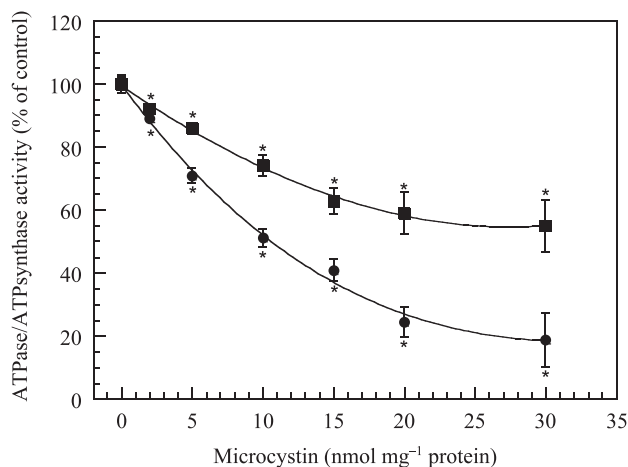 ATPase/ATPsynthase activity (% of control)
120
100
80
60
40
20
0
* * * * * * *
* * * * * *
0 5 10 15 20 25 30 35
Microcystin (nmol mg⁻¹ protein)